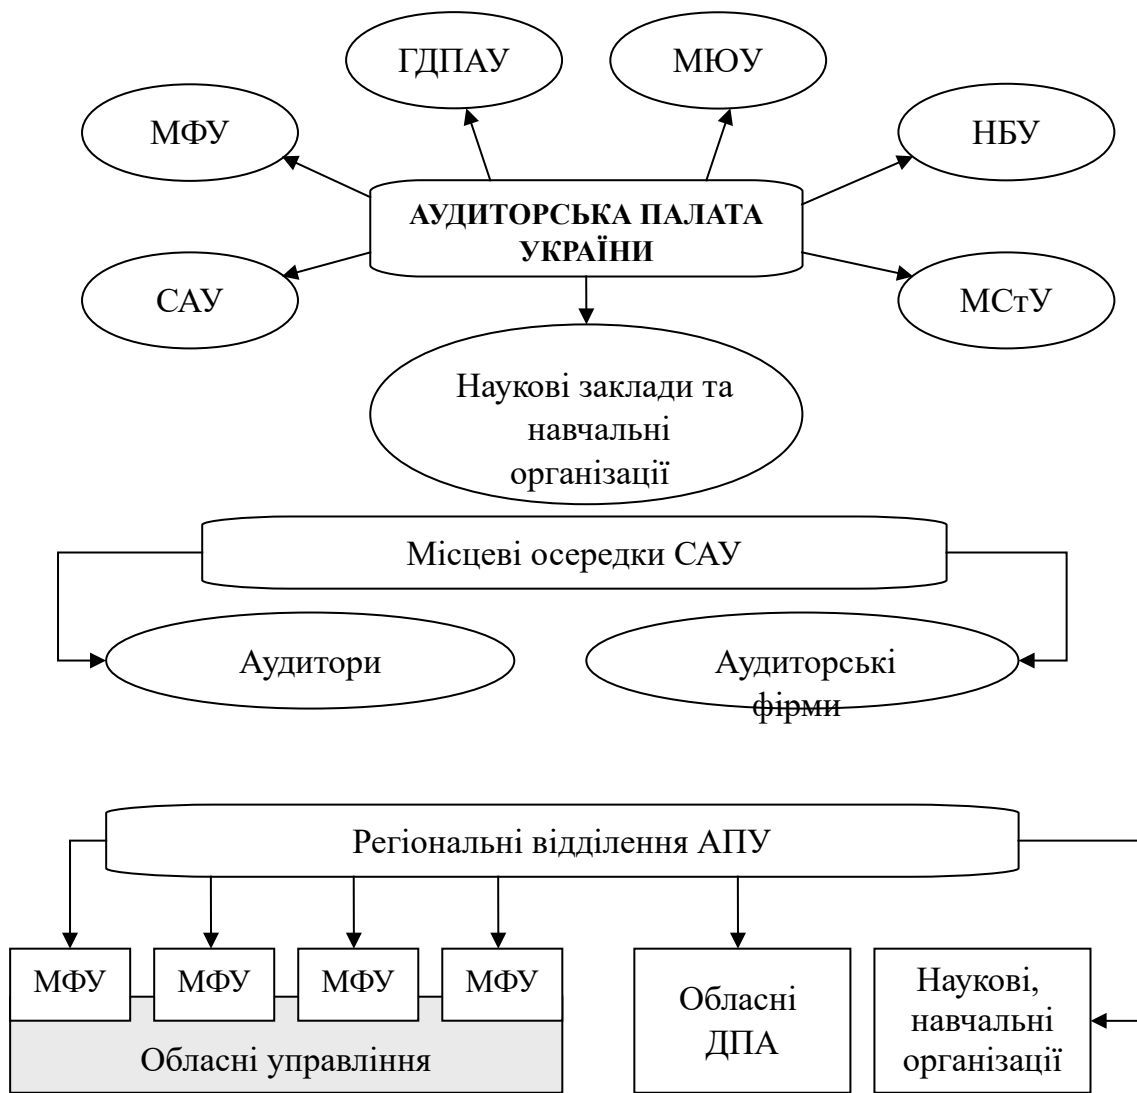 ГДПАУ
МЮУ
МФУ
НБУ
АУДИТОРСЬКА ПАЛАТА
УКРАЇНИ
САУ
МСтУ
Наукові заклади та
навчальні
організації
Місцеві осередки САУ
Аудитори
Аудиторські
фірми
Регіональні відділення АПУ
МФУ
МФУ
МФУ
МФУ
Обласні управління
Обласні
ДПА
Наукові,
навчальні
організації